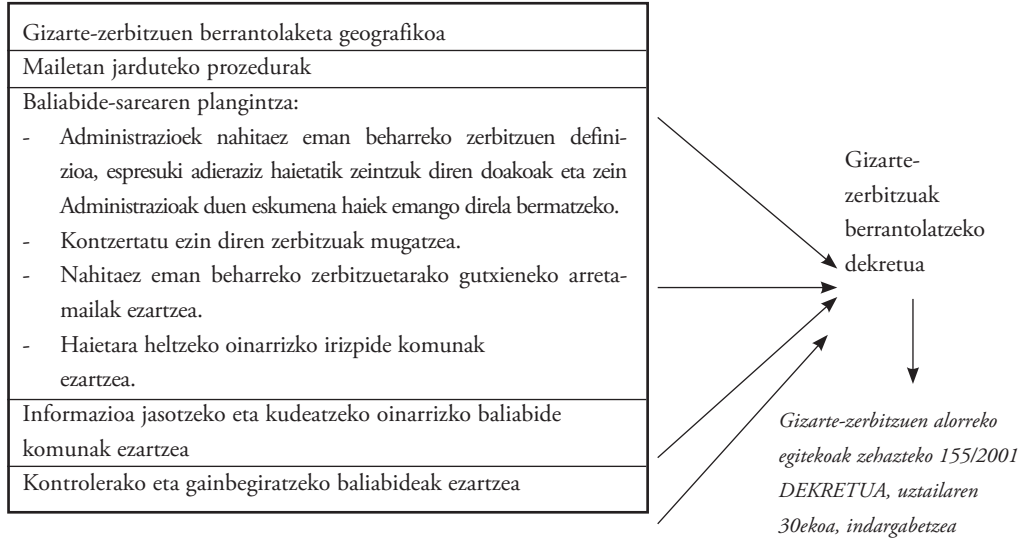 Gizarte-zerbitzuen berrantolaketa geografikoa
Mailetan jarduteko prozedurak
Baliabide-sarearen plangintza:
- Administrazioek nahitaez eman beharreko zerbitzuen defini-
zioa, espresuki adieraziz haietatik zeintzuk diren doakoak eta zein
Administrazioak duen eskumena haiek emango direla bermatzeko.
- Kontzertatu ezin diren zerbitzuak mugatzea.
- Nahitaez eman beharreko zerbitzuetarako gutxieneko arreta-
mailak ezartzea.
- Haietara heltzeko oinarrizko irizpide komunak
ezartzea.
Informazioa jasotzeko eta kudeatzeko oinarrizko baliabide
komunak ezartzea
Kontrolerako eta gainbegiratzeko baliabideak ezartzea
Gizarte-
zerbitzuak
berrantolatzeko
dekretua
Gizarte-zerbitzuen alorreko
egitekoak zehazteko 155/2001
DEKRETUA, uztailaren
30ekoa, indargabetzea